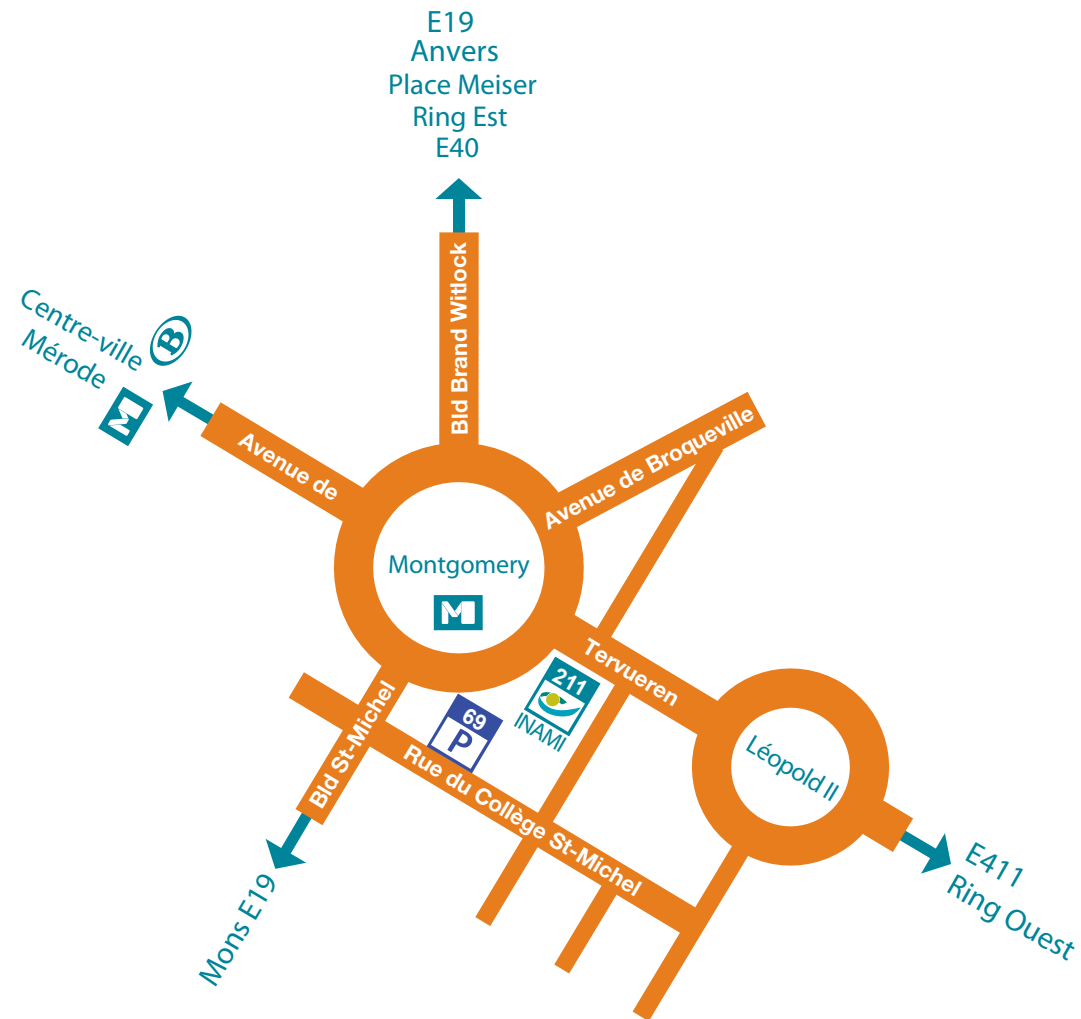 E19
Anvers
Place Meiser
Ring Est
E40
Bld Brand Witlock
Centre-ville B
Mérode
M
Avenue de
Avenue de Broqueville
Montgomery
M
Tervueren
211
INAMI
69
P
Bld St-Michel
Rue du Collège St-Michel
Léopold II
Mons E19
E411
Ring Ouest